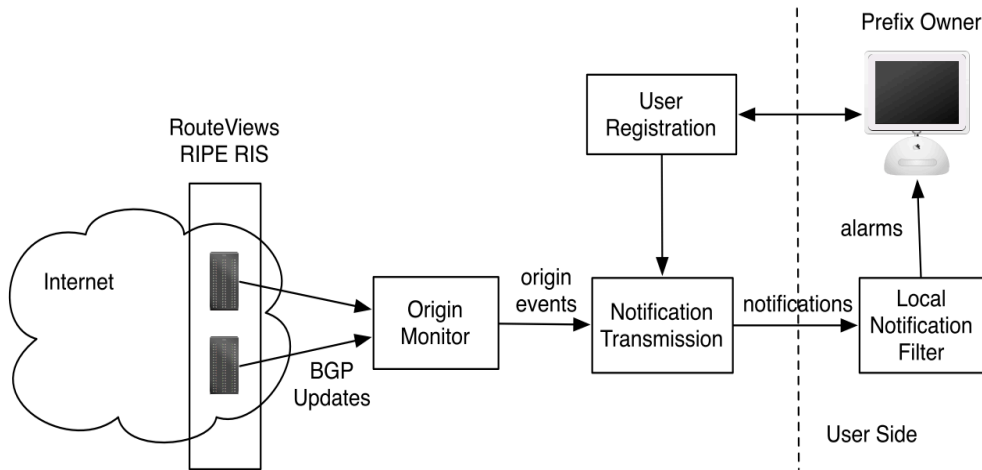 Prefix Owner
User
Registration
RouteViews
RIPE RIS
alarms
Internet
origin
events
Origin
Monitor
Notification
Transmission
notifications
Local
Notification
Filter
BGP
Updates
User Side